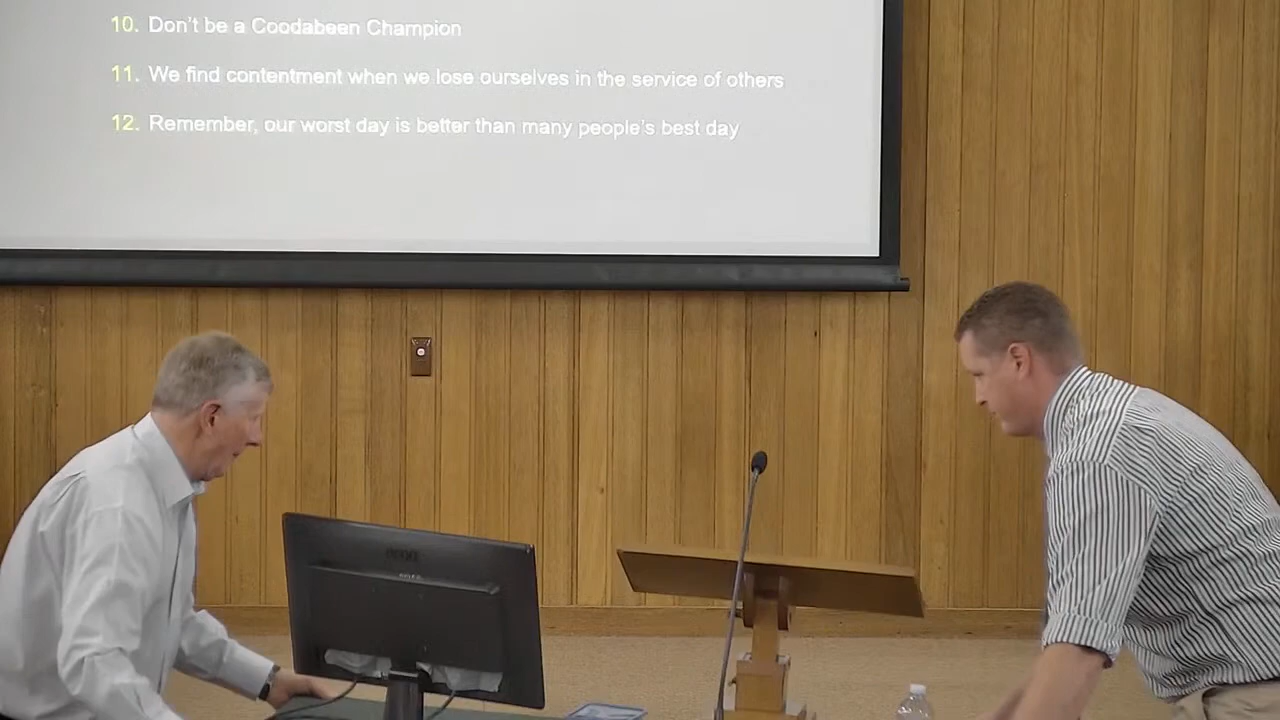 10. Don't be a Coodabeen Champion
11. We find contentment when we lose ourselves in the service of others
12. Remember, our worst day is better than many people's best day